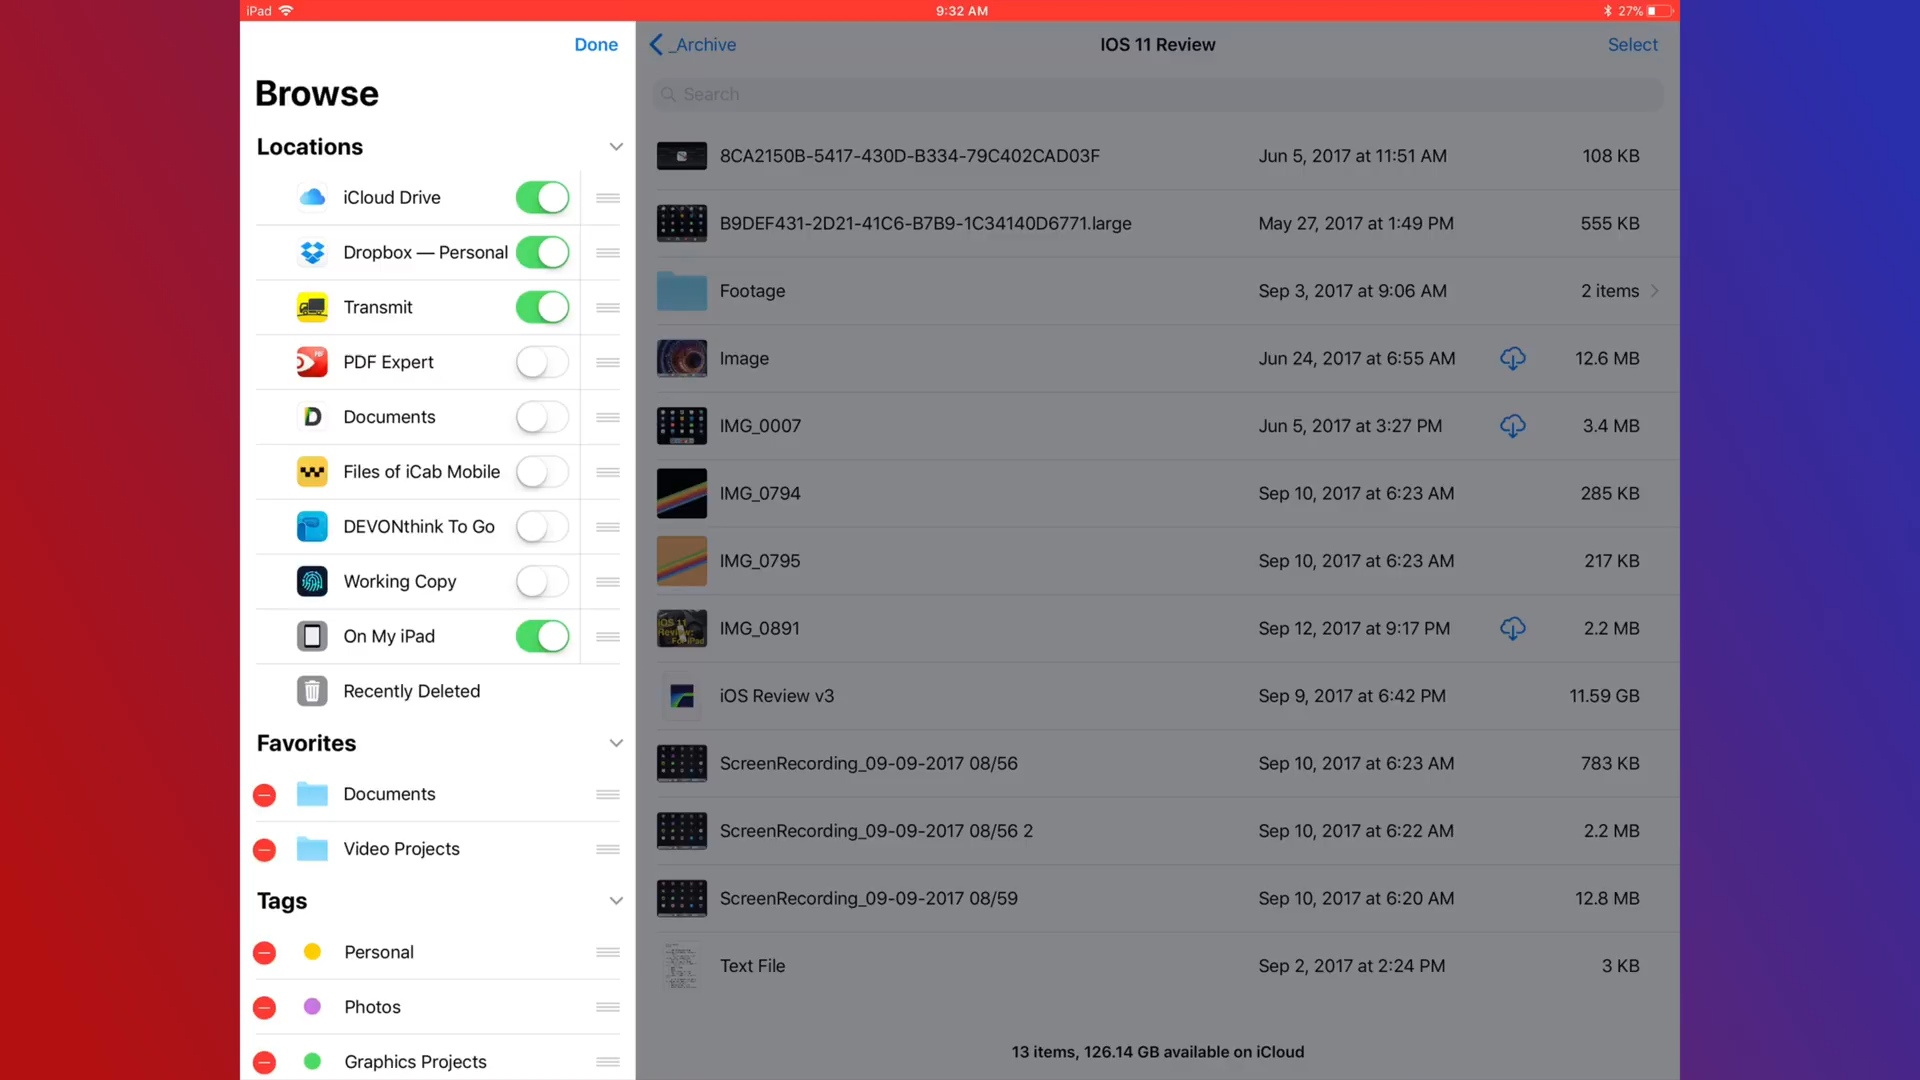 iPad
9:32 AM
27%
Done
Browse
Locations
iCloud Drive
Dropbox — Personal
Transmit
PDF Expert
Documents
Files of iCab Mobile
DEVONthink To Go
Working Copy
On My iPad
Recently Deleted
Favorites
Documents
Video Projects
Tags
Personal
Photos
Graphics Projects
_Archive
IOS 11 Review
Select
Search
8CA2150B-5417-430D-B334-79C402CAD03F Jun 5, 2017 at 11:51 AM 108 KB
B9DEF431-2D21-41C6-B7B9-1C34140D6771.large May 27, 2017 at 1:49 PM 555 KB
Footage Sep 3, 2017 at 9:06 AM 2 items
Image Jun 24, 2017 at 6:55 AM 12.6 MB
IMG_0007 Jun 5, 2017 at 3:27 PM 3.4 MB
IMG_0794 Sep 10, 2017 at 6:23 AM 285 KB
IMG_0795 Sep 10, 2017 at 6:23 AM 217 KB
IMG_0891 Sep 12, 2017 at 9:17 PM 2.2 MB
iOS Review v3 Sep 9, 2017 at 6:42 PM 11.59 GB
ScreenRecording_09-09-2017 08/56 Sep 10, 2017 at 6:23 AM 783 KB
ScreenRecording_09-09-2017 08/56 2 Sep 10, 2017 at 6:22 AM 2.2 MB
ScreenRecording_09-09-2017 08/59 Sep 10, 2017 at 6:20 AM 12.8 MB
Text File Sep 2, 2017 at 2:24 PM 3 KB
13 items, 126.14 GB available on iCloud